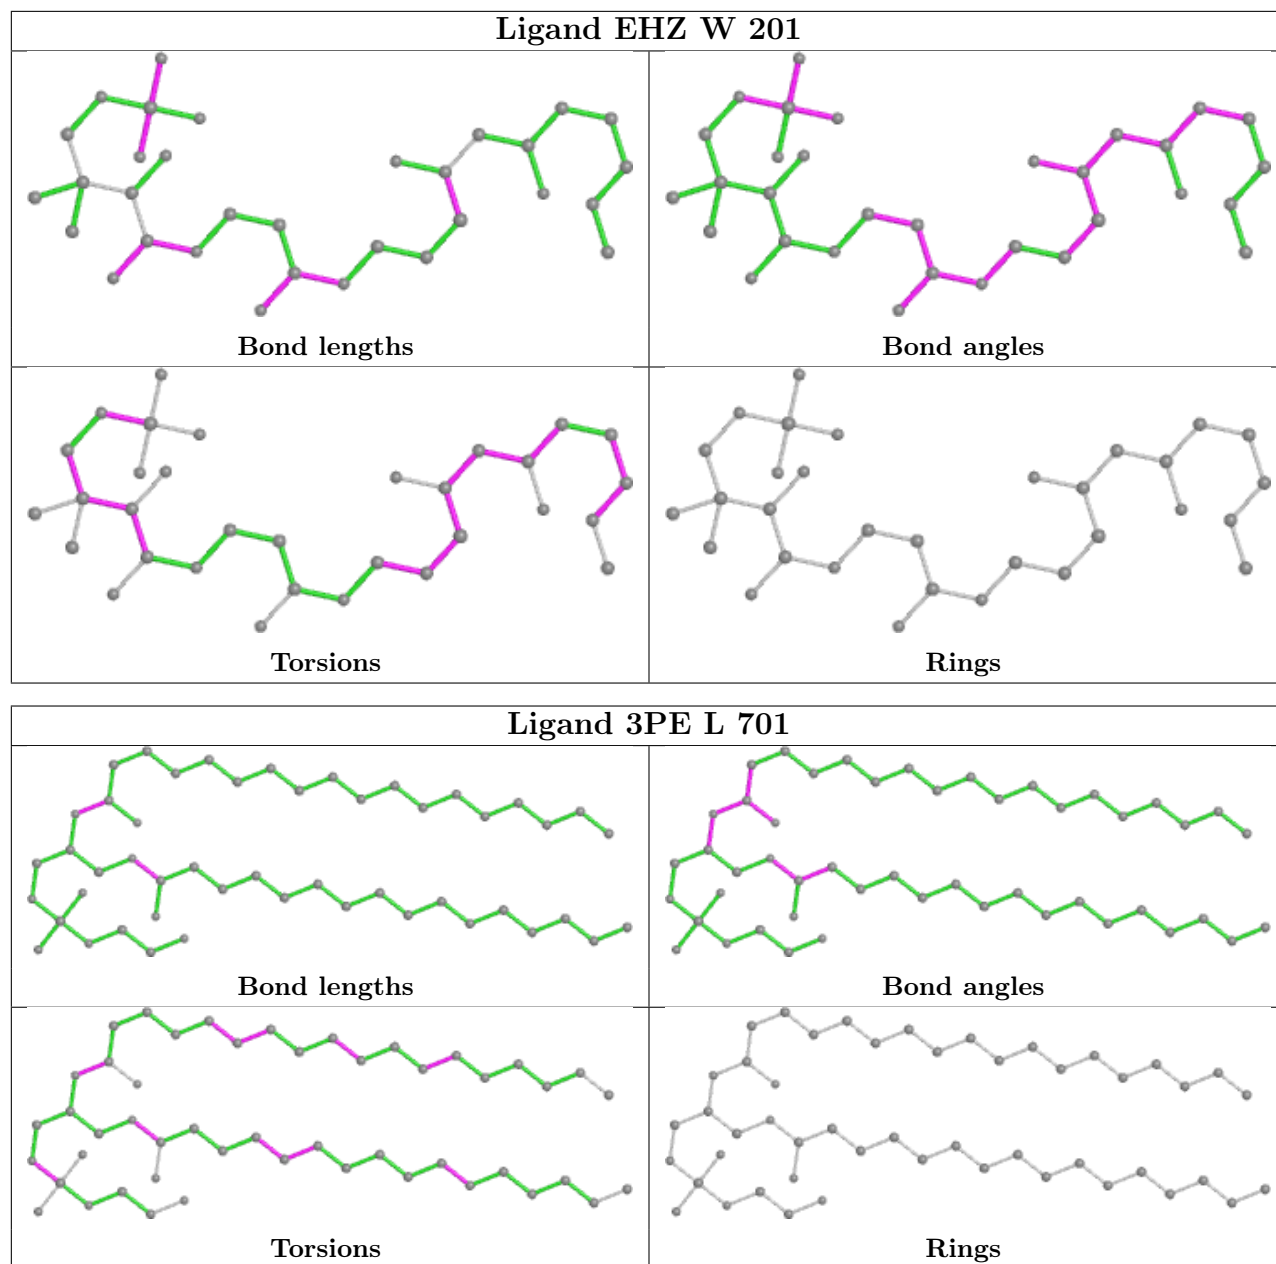 Ligand EHZ W 201
Bond lengths
Bond angles
Torsions
Rings
Ligand 3PE L 701
Bond lengths
Bond angles
Torsions
Rings